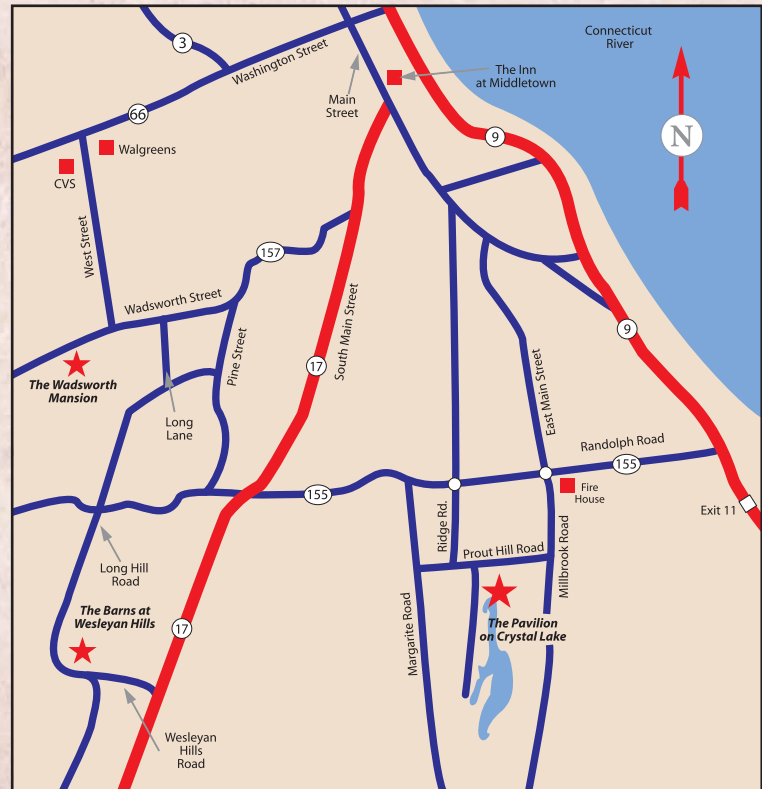 Connecticut
River
3
Washington Street
The Inn
at Middletown
Main
Street
66
9
N
Walgreens
CVS
West Street
157
Wadsworth Street
Pine Street
South Main Street
9
17
The Wadsworth
Mansion
Long
Lane
East Main Street
Randolph Road
155
155
Fire
House
Exit 11
Ridge Rd.
Prout Hill Road
Millbrook Road
Long Hill
Road
The Barns at
Wesleyan Hills
17
Margarite Road
The Pavilion
on Crystal Lake
Wesleyan
Hills
Road